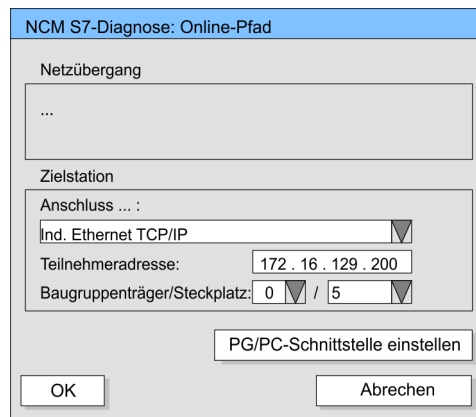 NCM S7-Diagnose: Online-Pfad
Netzübergang
...
Zielstation
Anschluss ... :
Ind. Ethernet TCP/IP
Teilnehmeradresse: 172 . 16 . 129 . 200
Baugruppenträger/Steckplatz: 0 / 5
PG/PC-Schnittstelle einstellen
OK Abrechen